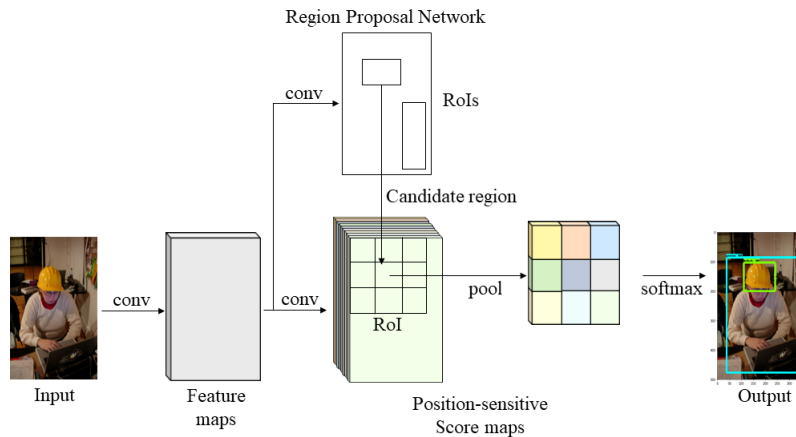 Region Proposal Network
conv
RoIs
Candidate region
conv
conv
RoI
pool
softmax
Input
Feature
maps
Position-sensitive
Score maps
Output